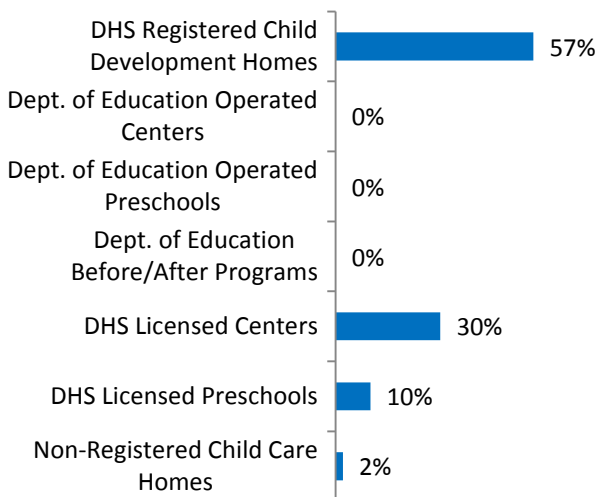 DHS Registered Child
Development Homes
57%
Dept. of Education Operated
Centers
0%
Dept. of Education Operated
Preschools
0%
Dept. of Education
Before/After Programs
0%
DHS Licensed Centers
30%
DHS Licensed Preschools
10%
Non-Registered Child Care
Homes
2%